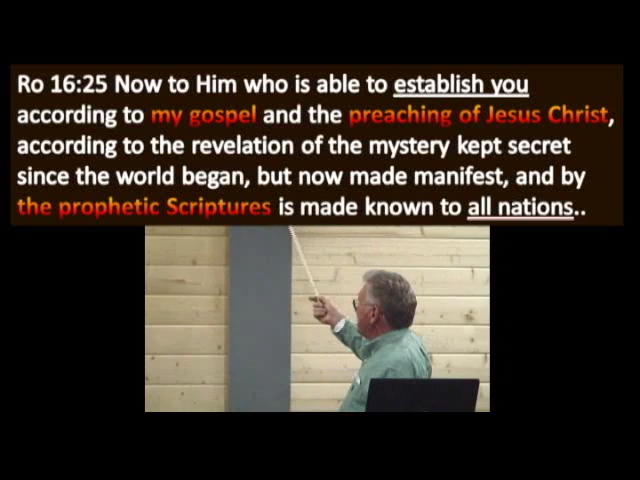 Ro 16:25 Now to Him who is able to establish you
according to my gospel and the preaching of Jesus Christ,
according to the revelation of the mystery kept secret
since the world began, but now made manifest, and by
the prophetic Scriptures is made known to all nations..